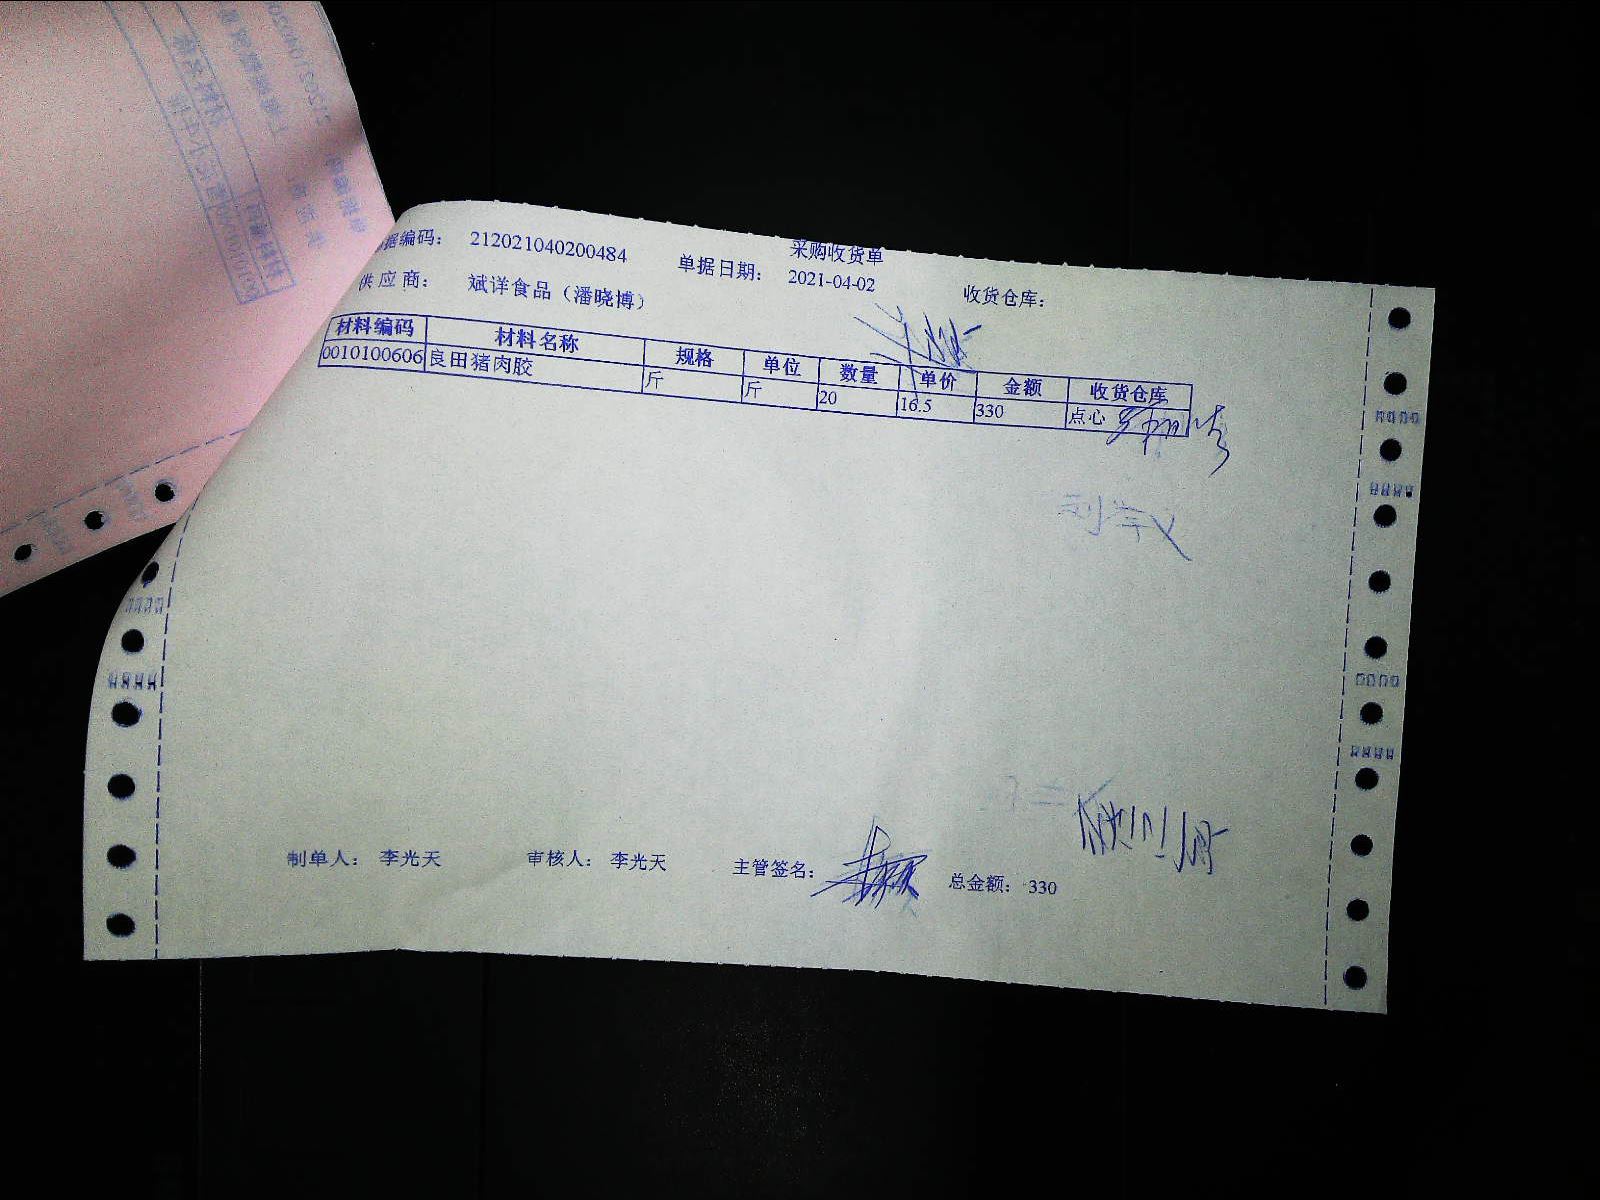 采购收货单
据编码： 212021040200484 单据日期： 2021-04-02 收货仓库：
供应商： 斌洋食品（潘晓博）
材料编码 材料名称 规格 单位 数量 单价 金额 收货仓库
0010100606 良田猪肉胶 斤 斤 20 16.5 330 点心
制单人： 李光天 审核人： 李光天 主管签名： 总金额： 330